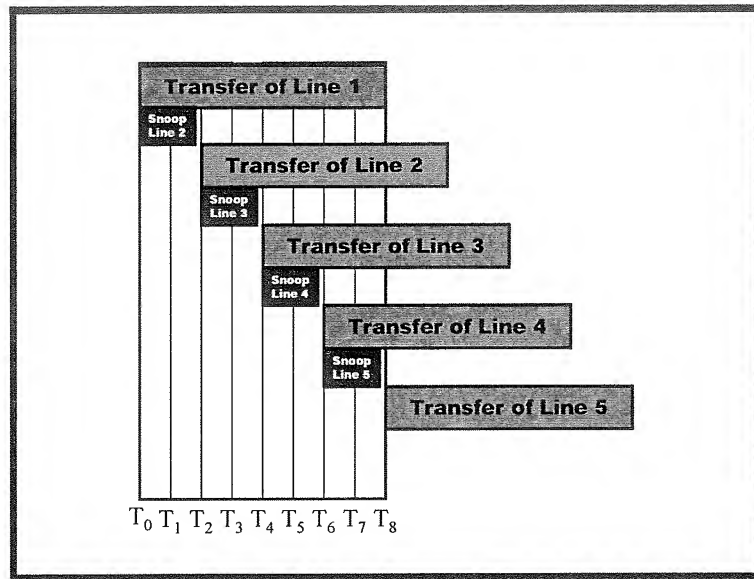 Transfer of Line 1
Snoop
Line 2
Transfer of Line 2
Snoop
Line 3
Transfer of Line 3
Snoop
Line 4
Transfer of Line 4
Snoop
Line 5
Transfer of Line 5
T₀ T₁ T₂ T₃ T₄ T₅ T₆ T₇ T₈